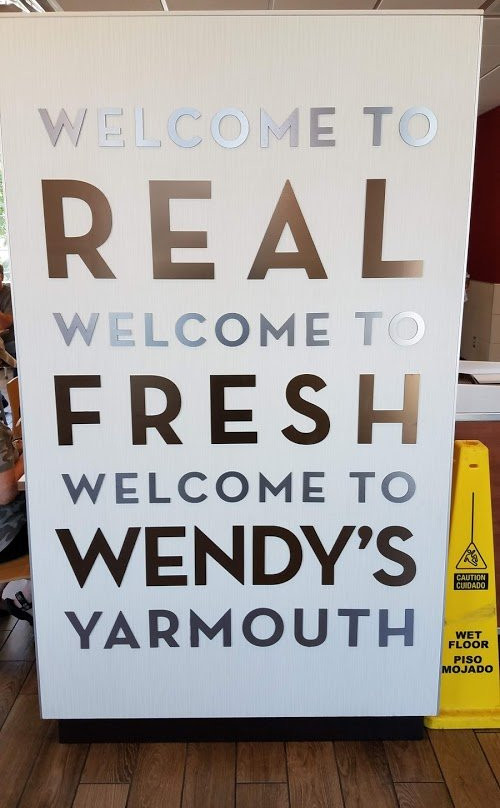 WELCOME TO
REAL
WELCOME TO
FRESH
WELCOME TO
WENDY'S
YARMOUTH
CAUTION
CUIDADO
WET
FLOOR
PISO
MOJADO